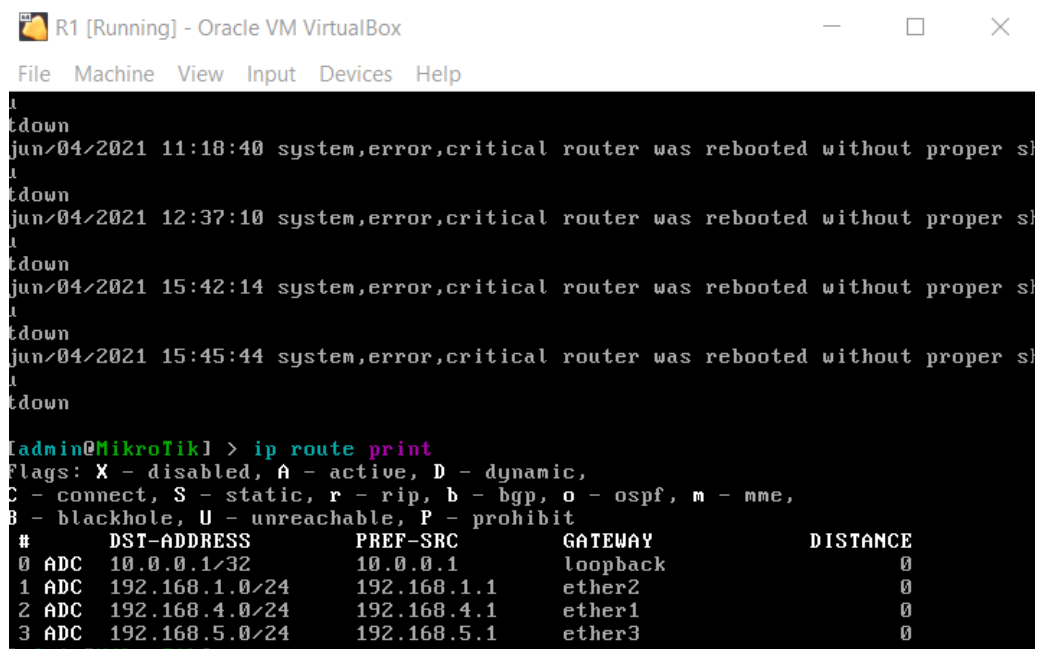 R1 [Running] - Oracle VM VirtualBox
File Machine View Input Devices Help
tdown
jun/04/2021 11:18:40 system,error,critical router was rebooted without proper sh
u
tdown
jun/04/2021 12:37:10 system,error,critical router was rebooted without proper sh
u
tdown
jun/04/2021 15:42:14 system,error,critical router was rebooted without proper sh
u
tdown
jun/04/2021 15:45:44 system,error,critical router was rebooted without proper sh
u
tdown
[admin@MikroTik] > ip route print
Flags: X - disabled, A - active, D - dynamic,
C - connect, S - static, r - rip, b - bgp, o - ospf, m - mme,
B - blackhole, U - unreachable, P - prohibit
# DST-ADDRESS PREF-SRC GATEWAY DISTANCE
0 ADC 10.0.0.1/32 10.0.0.1 loopback 0
1 ADC 192.168.1.0/24 192.168.1.1 ether2 0
2 ADC 192.168.4.0/24 192.168.4.1 ether1 0
3 ADC 192.168.5.0/24 192.168.5.1 ether3 0